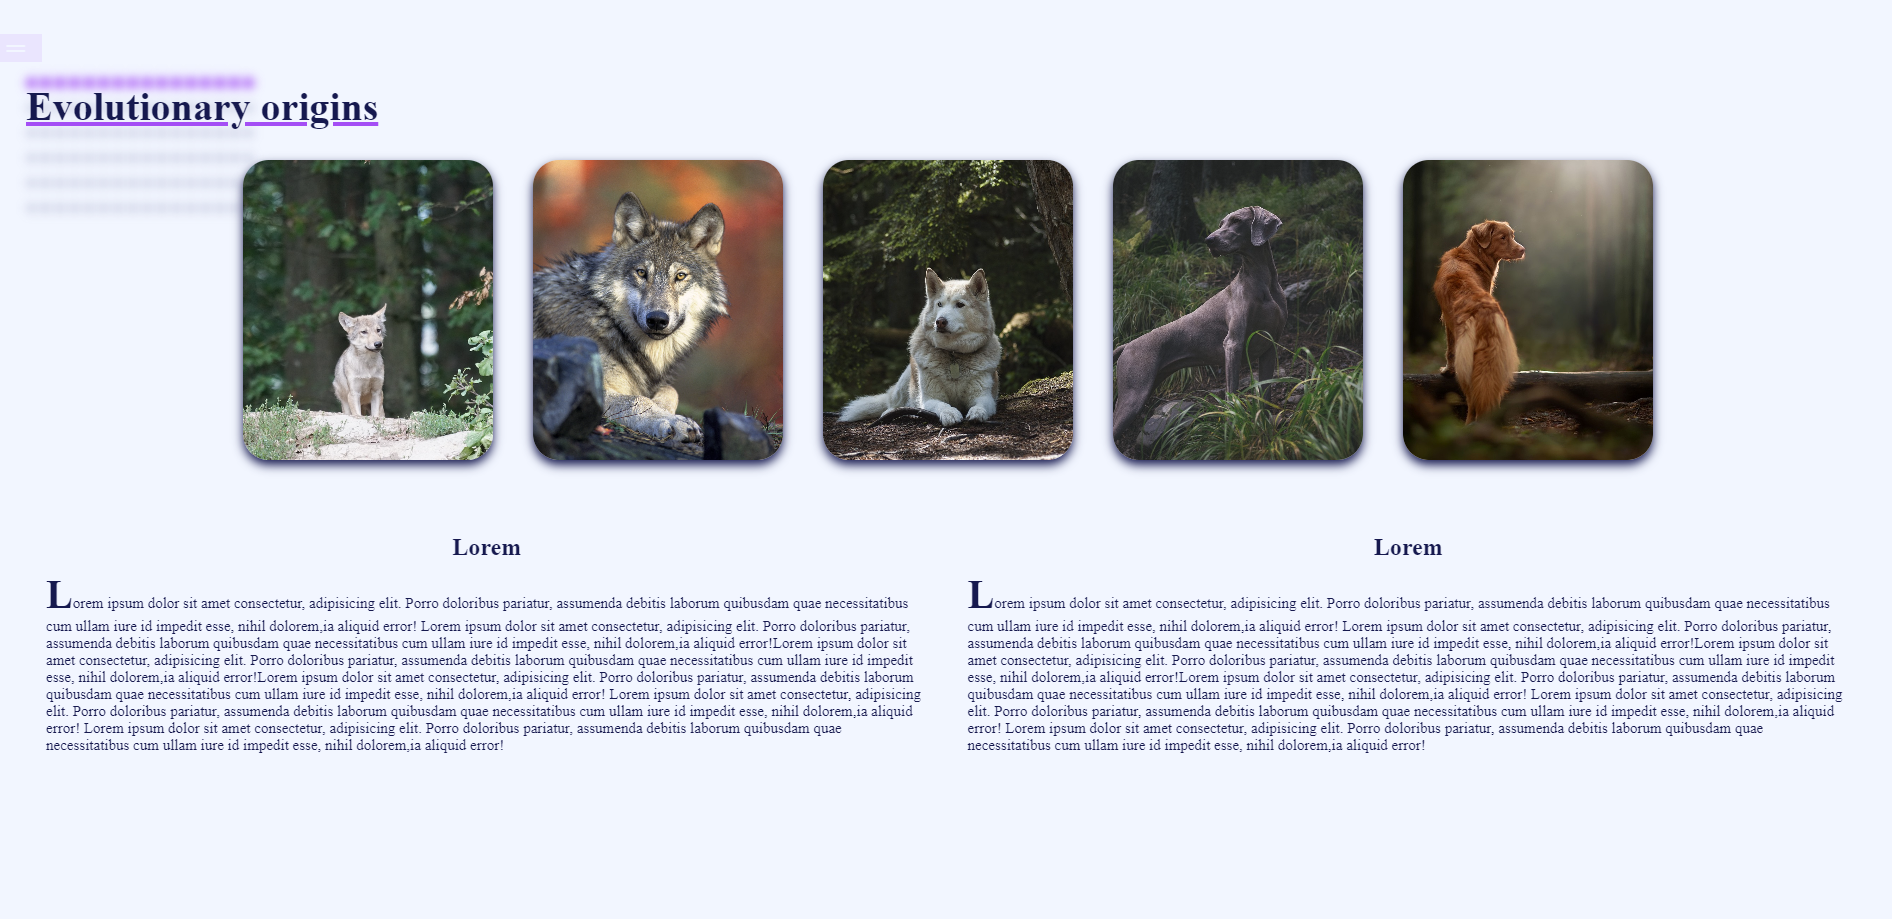 Evolutionary origins
Lorem
Lorem ipsum dolor sit amet consectetur, adipisicing elit. Porro doloribus pariatur, assumenda debitis laborum quibusdam quae necessitatibus
cum ullam iure id impedit esse, nihil dolorem,ia aliquid error! Lorem ipsum dolor sit amet consectetur, adipisicing elit. Porro doloribus pariatur,
assumenda debitis laborum quibusdam quae necessitatibus cum ullam iure id impedit esse, nihil dolorem,ia aliquid error!Lorem ipsum dolor sit
amet consectetur, adipisicing elit. Porro doloribus pariatur, assumenda debitis laborum quibusdam quae necessitatibus cum ullam iure id impedit
esse, nihil dolorem,ia aliquid error!Lorem ipsum dolor sit amet consectetur, adipisicing elit. Porro doloribus pariatur, assumenda debitis laborum
quibusdam quae necessitatibus cum ullam iure id impedit esse, nihil dolorem,ia aliquid error! Lorem ipsum dolor sit amet consectetur, adipisicing
elit. Porro doloribus pariatur, assumenda debitis laborum quibusdam quae necessitatibus cum ullam iure id impedit esse, nihil dolorem,ia aliquid
error! Lorem ipsum dolor sit amet consectetur, adipisicing elit. Porro doloribus pariatur, assumenda debitis laborum quibusdam quae
necessitatibus cum ullam iure id impedit esse, nihil dolorem,ia aliquid error!
Lorem
Lorem ipsum dolor sit amet consectetur, adipisicing elit. Porro doloribus pariatur, assumenda debitis laborum quibusdam quae necessitatibus
cum ullam iure id impedit esse, nihil dolorem,ia aliquid error! Lorem ipsum dolor sit amet consectetur, adipisicing elit. Porro doloribus pariatur,
assumenda debitis laborum quibusdam quae necessitatibus cum ullam iure id impedit esse, nihil dolorem,ia aliquid error!Lorem ipsum dolor sit
amet consectetur, adipisicing elit. Porro doloribus pariatur, assumenda debitis laborum quibusdam quae necessitatibus cum ullam iure id impedit
esse, nihil dolorem,ia aliquid error!Lorem ipsum dolor sit amet consectetur, adipisicing elit. Porro doloribus pariatur, assumenda debitis laborum
quibusdam quae necessitatibus cum ullam iure id impedit esse, nihil dolorem,ia aliquid error! Lorem ipsum dolor sit amet consectetur, adipisicing
elit. Porro doloribus pariatur, assumenda debitis laborum quibusdam quae necessitatibus cum ullam iure id impedit esse, nihil dolorem,ia aliquid
error! Lorem ipsum dolor sit amet consectetur, adipisicing elit. Porro doloribus pariatur, assumenda debitis laborum quibusdam quae
necessitatibus cum ullam iure id impedit esse, nihil dolorem,ia aliquid error!